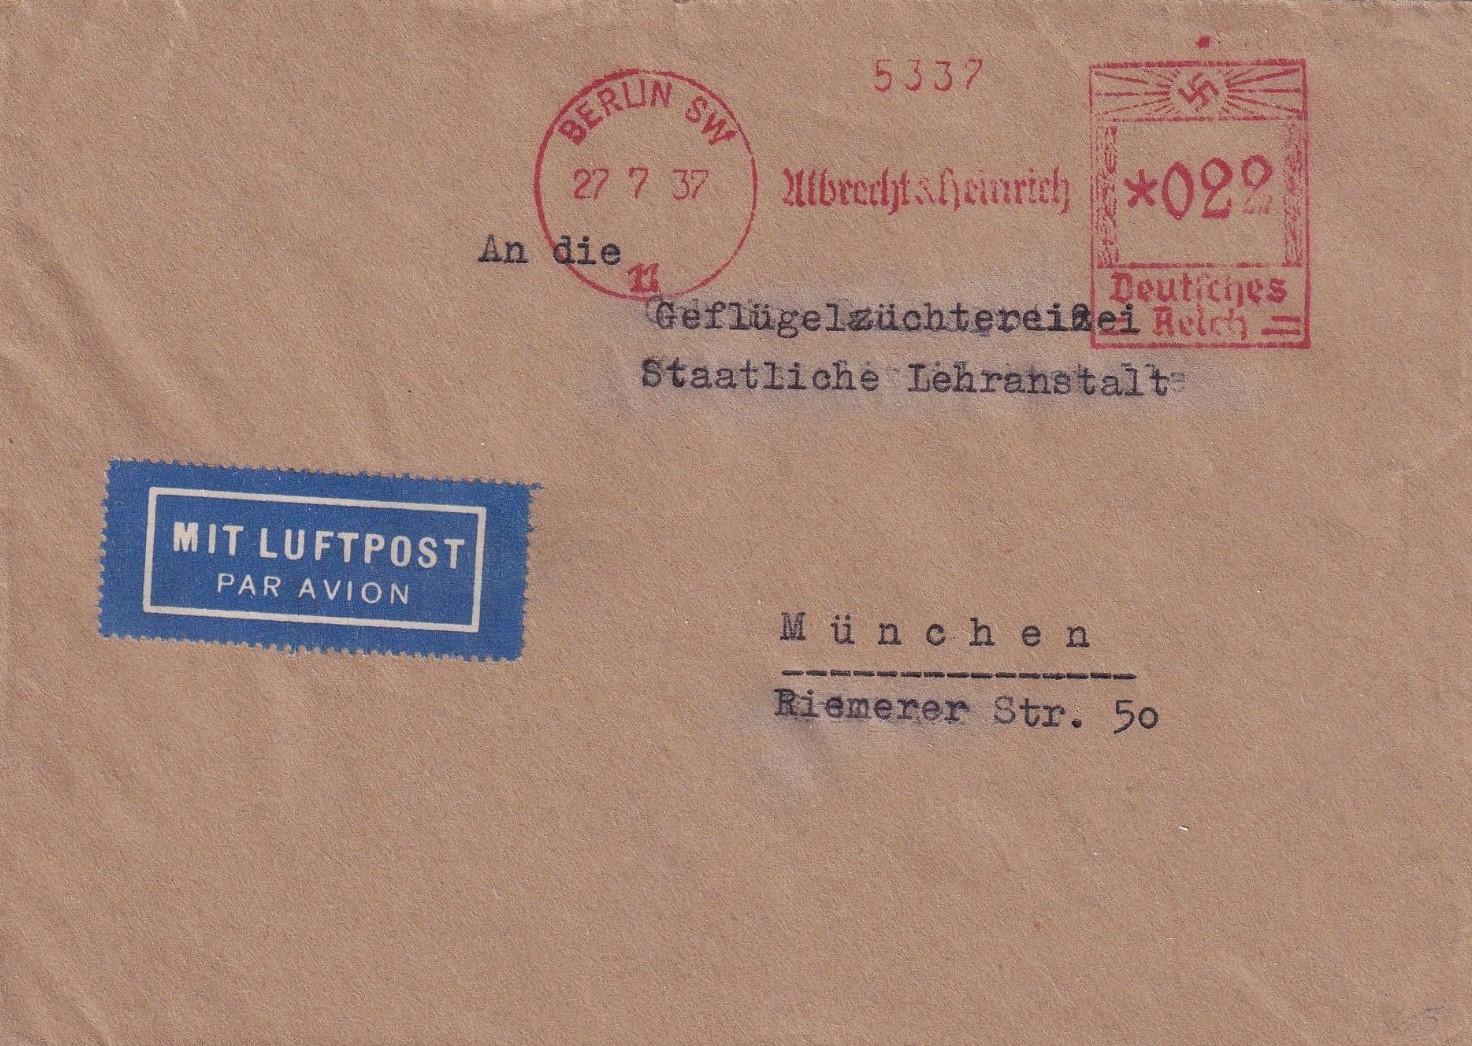 5337
BERLIN SW
27 7 37
11
Albrecht & Heinrich
*022
Deutsches
Reich
An die
Geflügelzüchterei
Staatliche Lehranstalt
MIT LUFTPOST
PAR AVION
München
Riemerer Str. 50